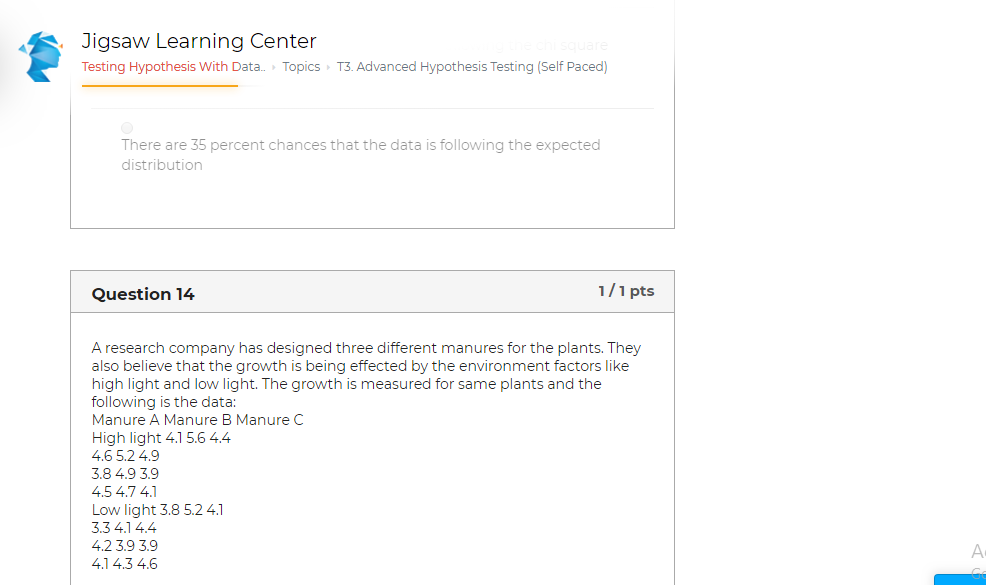 Jigsaw Learning Center
chi square
Testing Hypothesis With Data.. › Topics › T3. Advanced Hypothesis Testing (Self Paced)
There are 35 percent chances that the data is following the expected
distribution
Question 14 1 / 1 pts
A research company has designed three different manures for the plants. They
also believe that the growth is being effected by the environment factors like
high light and low light. The growth is measured for same plants and the
following is the data:
Manure A Manure B Manure C
High light 4.1 5.6 4.4
4.6 5.2 4.9
3.8 4.9 3.9
4.5 4.7 4.1
Low light 3.8 5.2 4.1
3.3 4.1 4.4
4.2 3.9 3.9
4.1 4.3 4.6